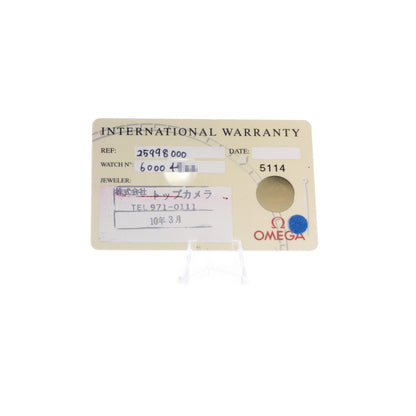 INTERNATIONAL WARRANTY
REF: 25998000 DATE:
WATCH Nº: 6000
5114
JEWELER:
株式会社
トップカメラ
TEL 971-0111
10年3月
Ω
OMEGA